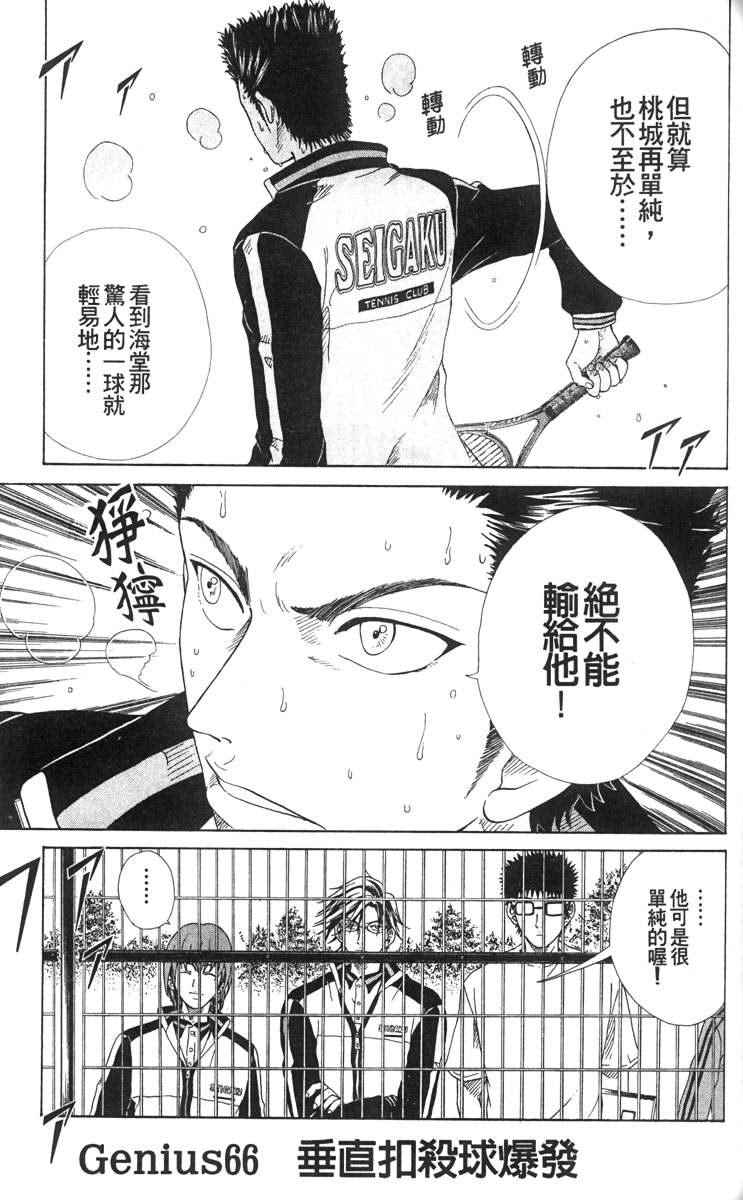 但就算
桃城再單純，
也不至於……
轉動
轉動
SEIGAKU
TENNIS CLUB
看到海堂那
驚人的一球就
輕易地……
猙獰
絕不能
輸給他！
……
他可是很
單純的喔！
……
Genius66 垂直扣殺球爆發